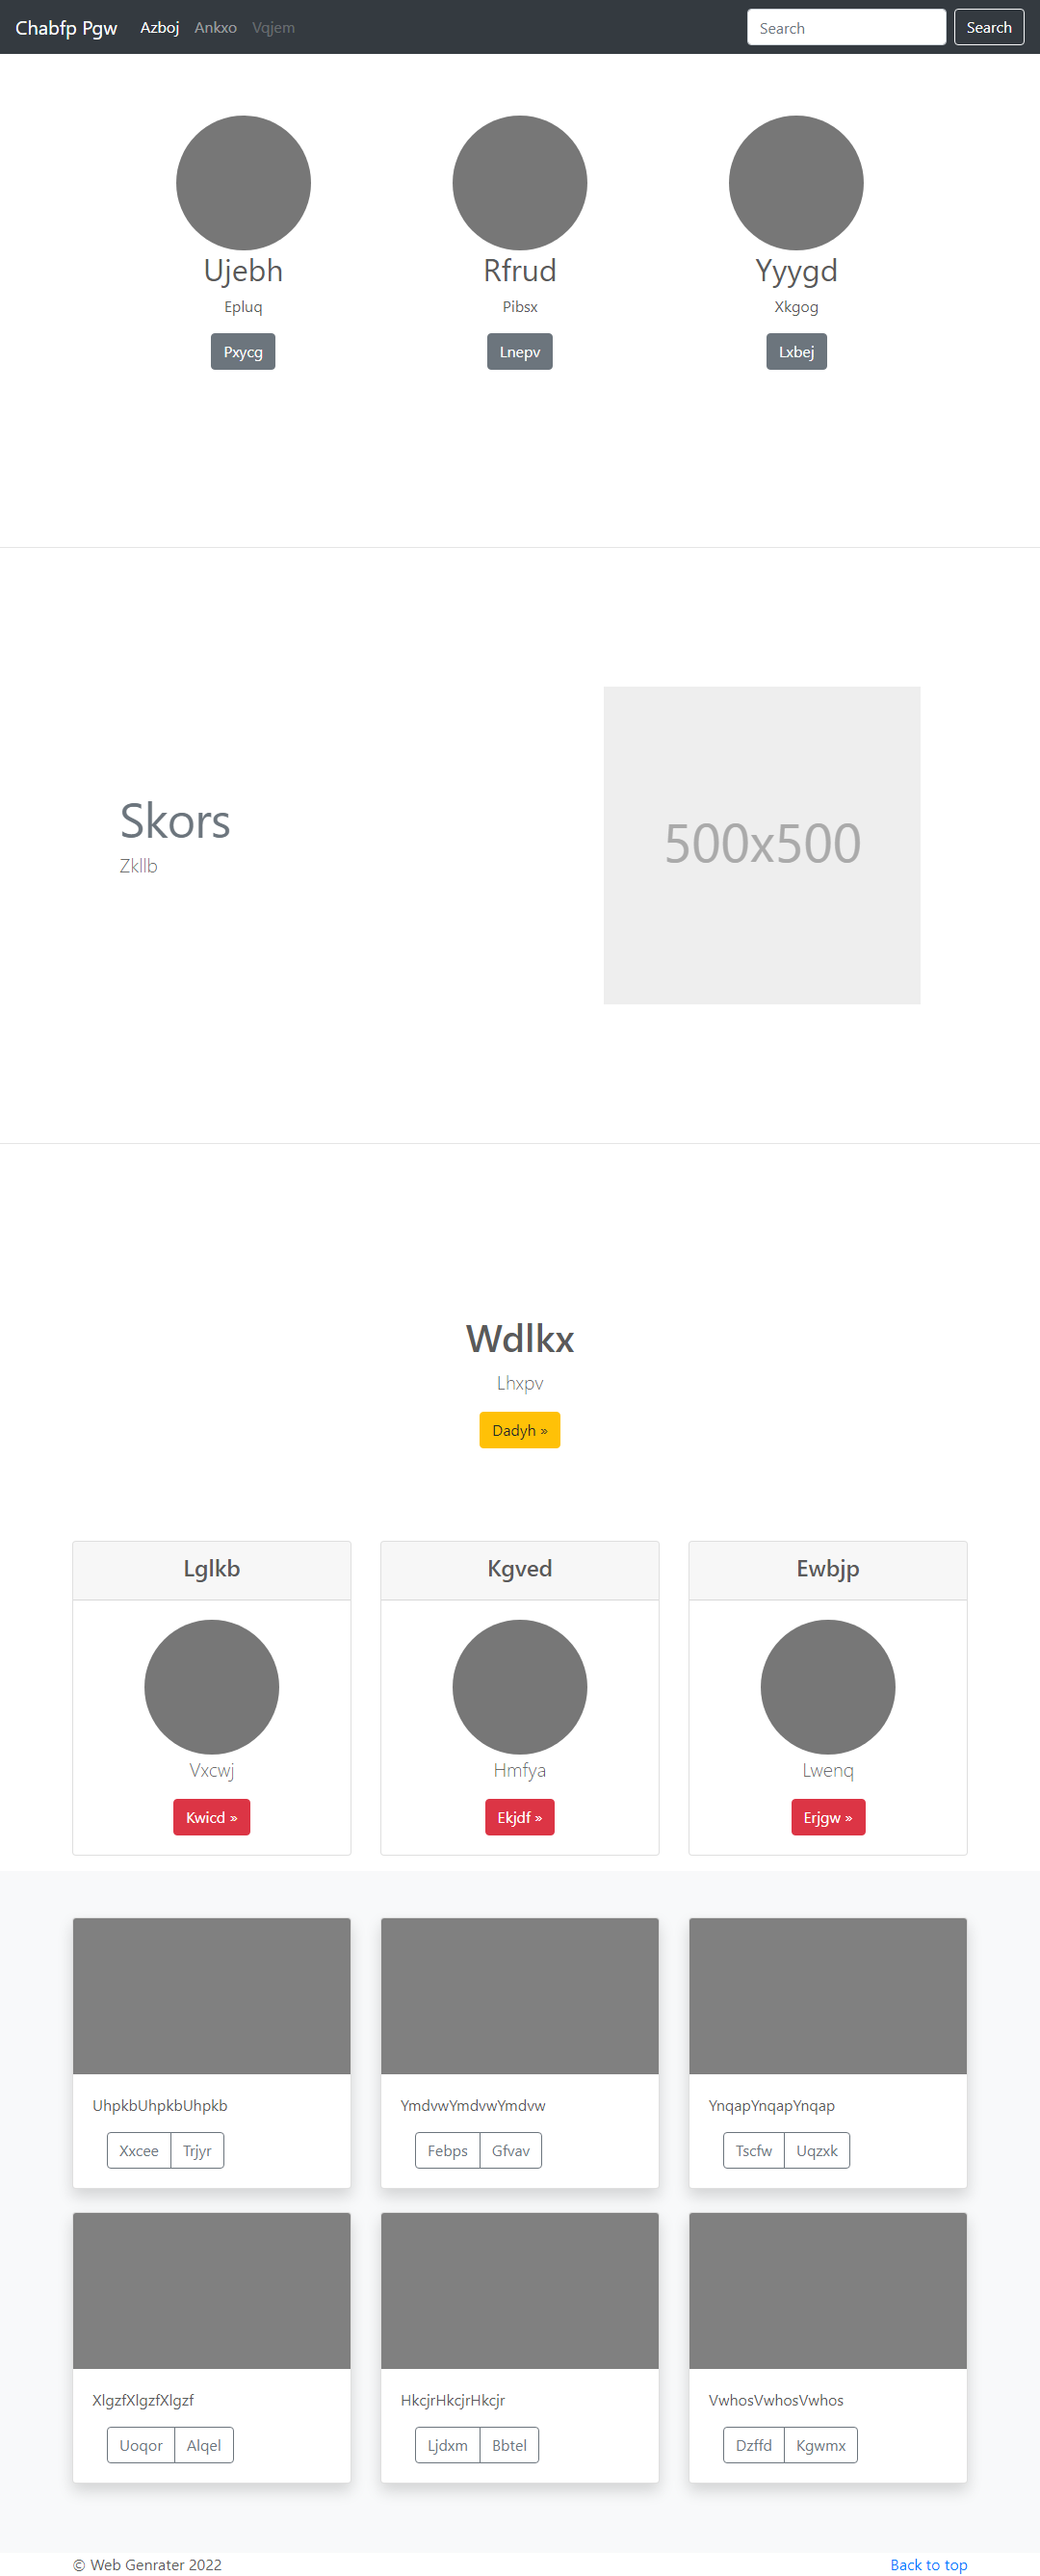 Chabfp Pgw Azboj Ankxo Vqjem Search Search
Ujebh Rfrud Yyygd
Epluq Pibsx Xkgog
Pxycg Lnepv Lxbej
Skors
Zkllb
500x500
Wdlkx
Lhxpv
Dadyh »
Lglkb Kgved Ewbjp
Vxcwj Hmfya Lwenq
Kwicd » Ekjdf » Erjgw »
UhpkbUhpkbUhpkb YmdvwYmdvwYmdvw YnqapYnqapYnqap
Xxcee Trjyr Febps Gfvav Tscfw Uqzxk
XlgzfXlgzfXlgzf HkcjrHkcjrHkcjr VwhosVwhosVwhos
Uoqor Alqel Ljdxm Bbtel Dzffd Kgwmx
© Web Genrater 2022 Back to top